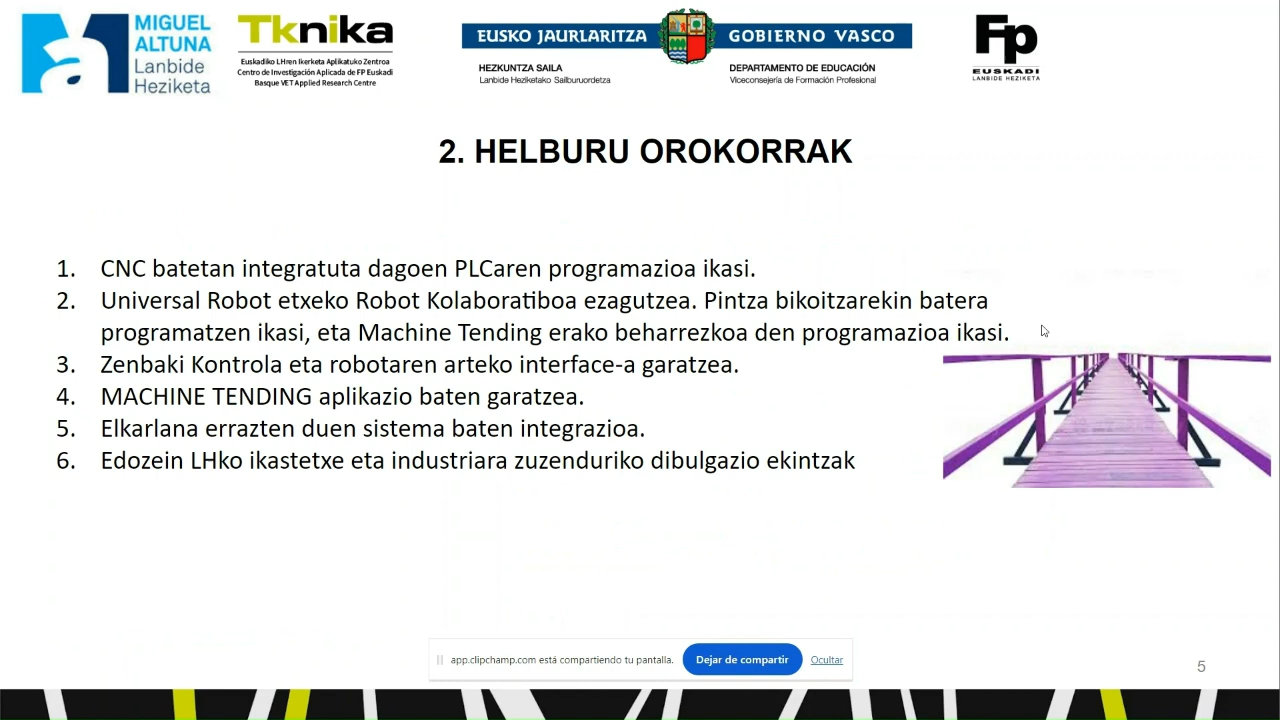 MIGUEL
ALTUNA
Lanbide
Heziketa
Tknika
Euskadiko LHren Ikerketa Aplikatuko Zentroa
Centro de Investigación Aplicada de FP Euskadi
Basque VET Applied Research Centre
EUSKO JAURLARITZA
GOBIERNO VASCO
HEZKUNTZA SAILA
Lanbide Heziketako Sailburuordetza
DEPARTAMENTO DE EDUCACIÓN
Viceconsejería de Formación Profesional
Fp
EUSKADI
LANBIDE HEZIKETA
2. HELBURU OROKORRAK
1. CNC batetan integratuta dagoen PLCaren programazioa ikasi.
2. Universal Robot etxeko Robot Kolaboratiboa ezagutzea. Pintza bikoitzarekin batera
programatzen ikasi, eta Machine Tending erako beharrezkoa den programazioa ikasi.
3. Zenbaki Kontrola eta robotaren arteko interface-a garatzea.
4. MACHINE TENDING aplikazio baten garatzea.
5. Elkarlana errazten duen sistema baten integrazioa.
6. Edozein LHko ikastetxe eta industriara zuzenduriko dibulgazio ekintzak
app.clipchamp.com está compartiendo tu pantalla.
Dejar de compartir
Ocultar
5